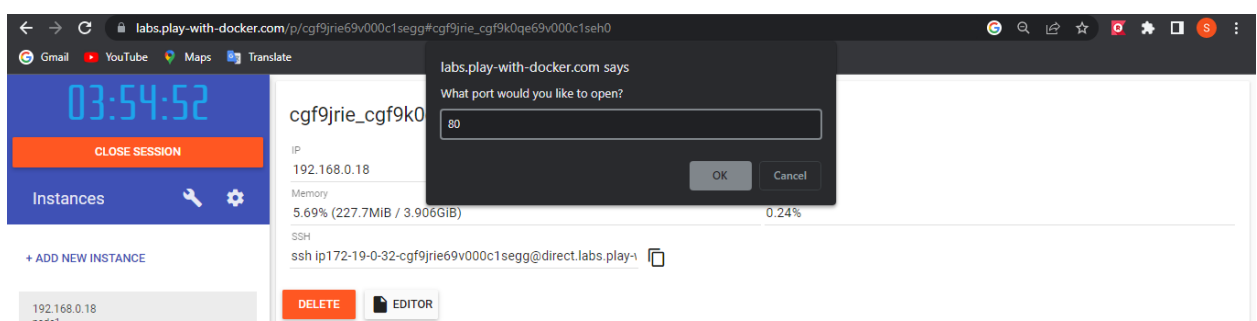 labs.play-with-docker.com/p/cgf9jrie69v000c1segg#cgf9jrie_cgf9k0qe69v000c1seh0
S
Gmail YouTube Maps Translate
labs.play-with-docker.com says
What port would you like to open?
80
OK Cancel
03:54:52
CLOSE SESSION
Instances
+ ADD NEW INSTANCE
192.168.0.18
cgf9jrie_cgf9k0
IP
192.168.0.18
Memory
5.69% (227.7MiB / 3.906GiB)
0.24%
SSH
ssh ip172-19-0-32-cgf9jrie69v000c1segg@direct.labs.play-
DELETE EDITOR